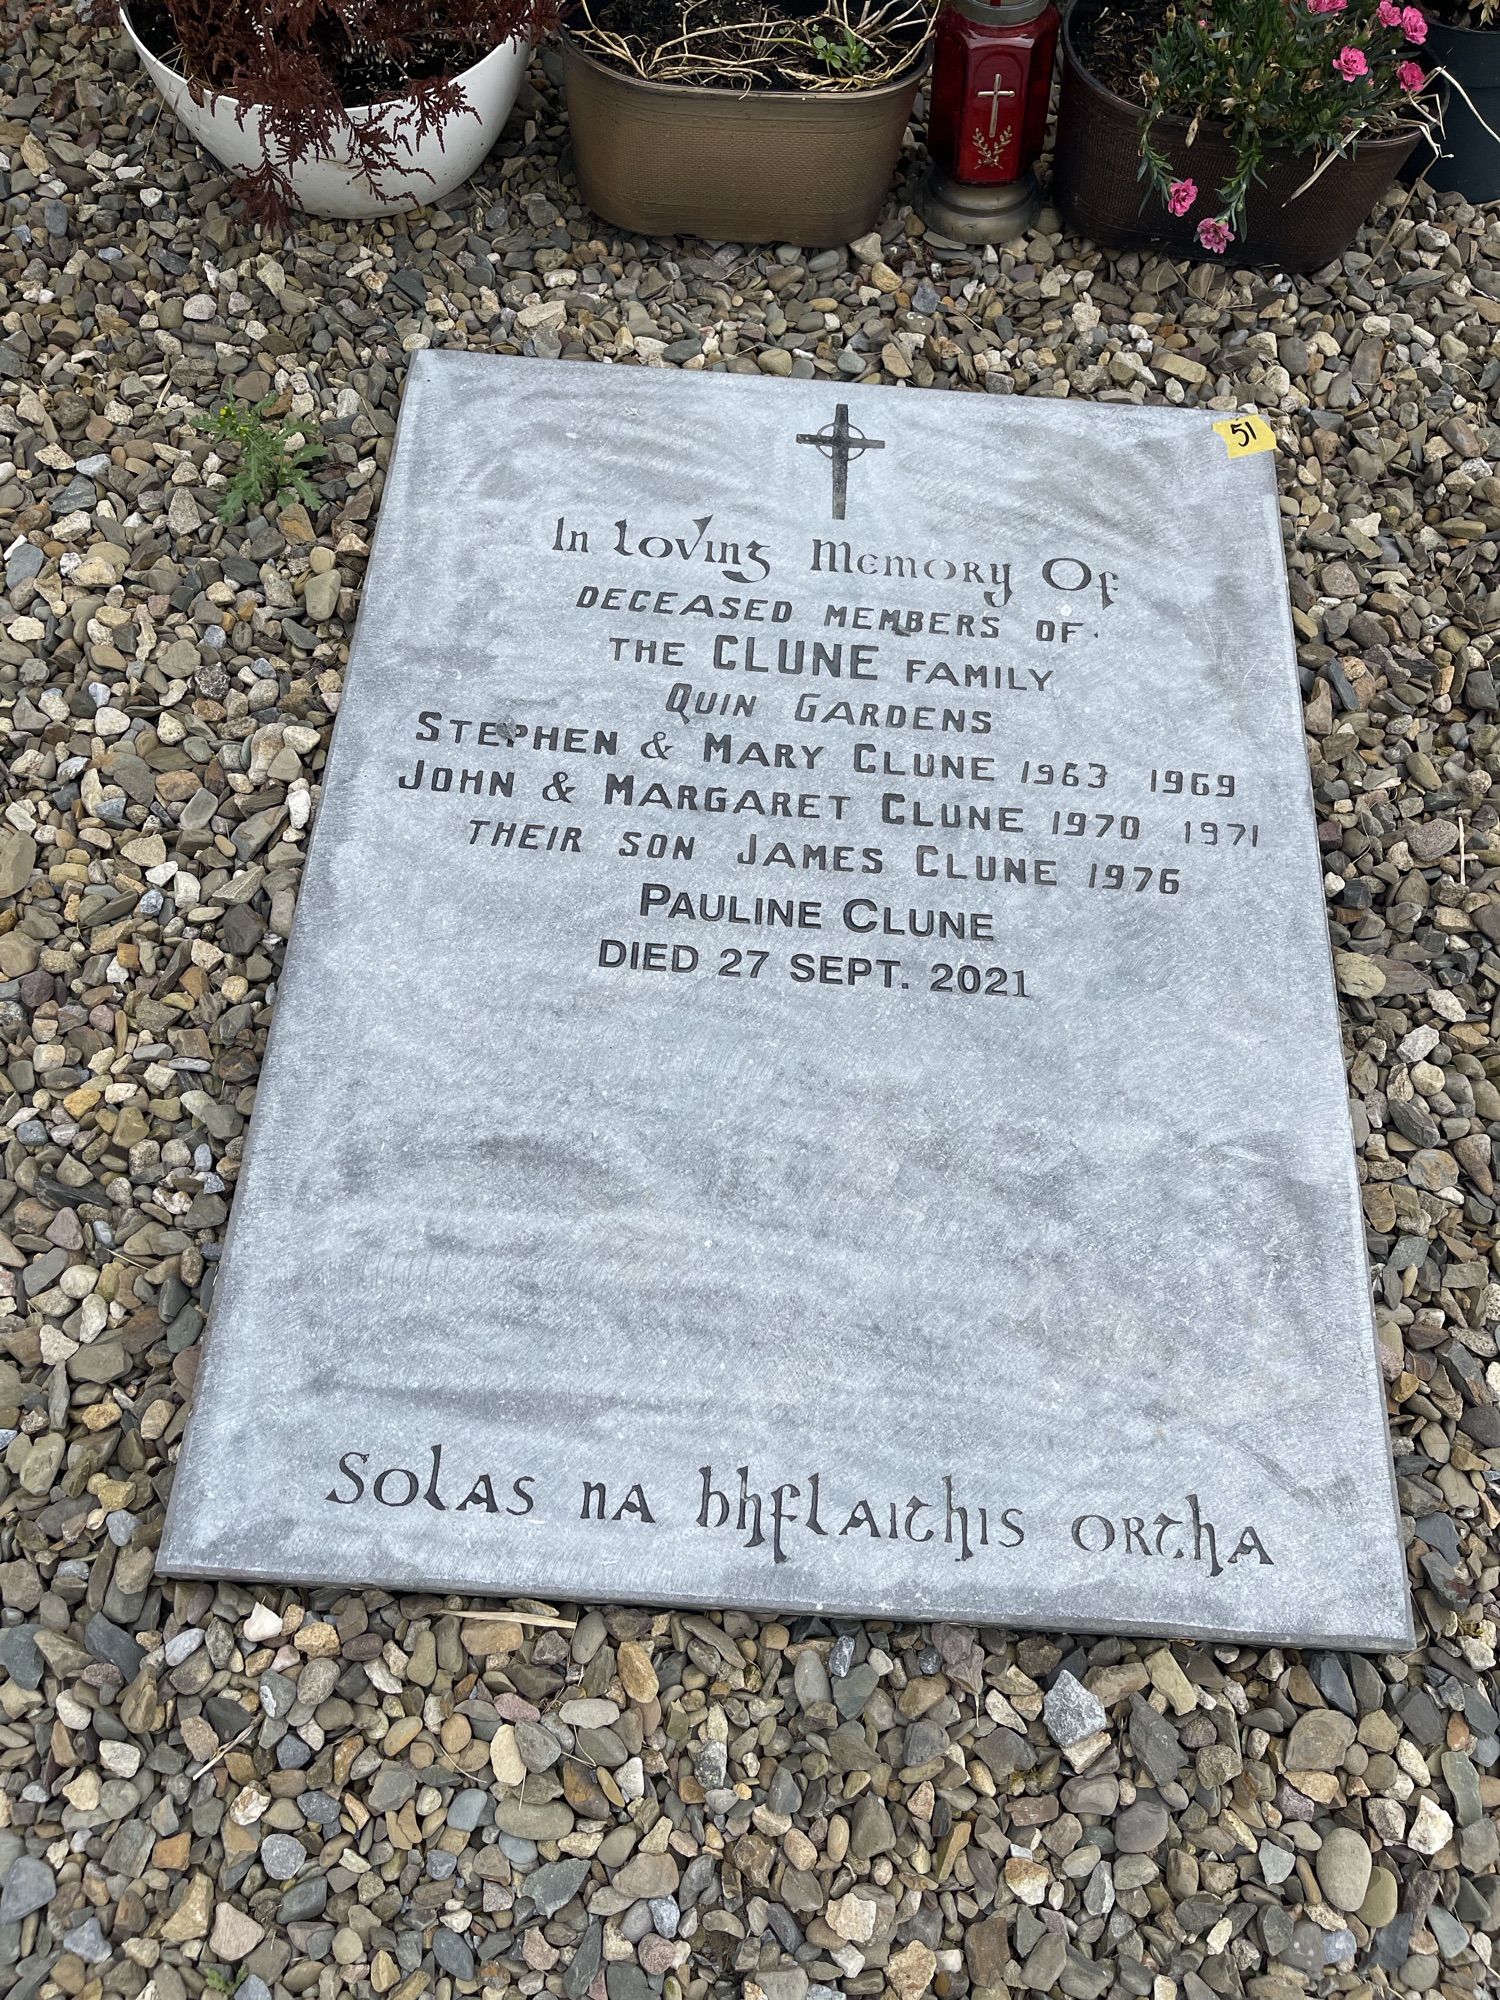 51
In Loving Memory Of
DECEASED MEMBERS OF
THE CLUNE FAMILY
QUIN GARDENS
STEPHEN & MARY CLUNE 1963 1969
JOHN & MARGARET CLUNE 1970 1971
THEIR SON JAMES CLUNE 1976
PAULINE CLUNE
DIED 27 SEPT. 2021
Solas na bhflaithis ortha